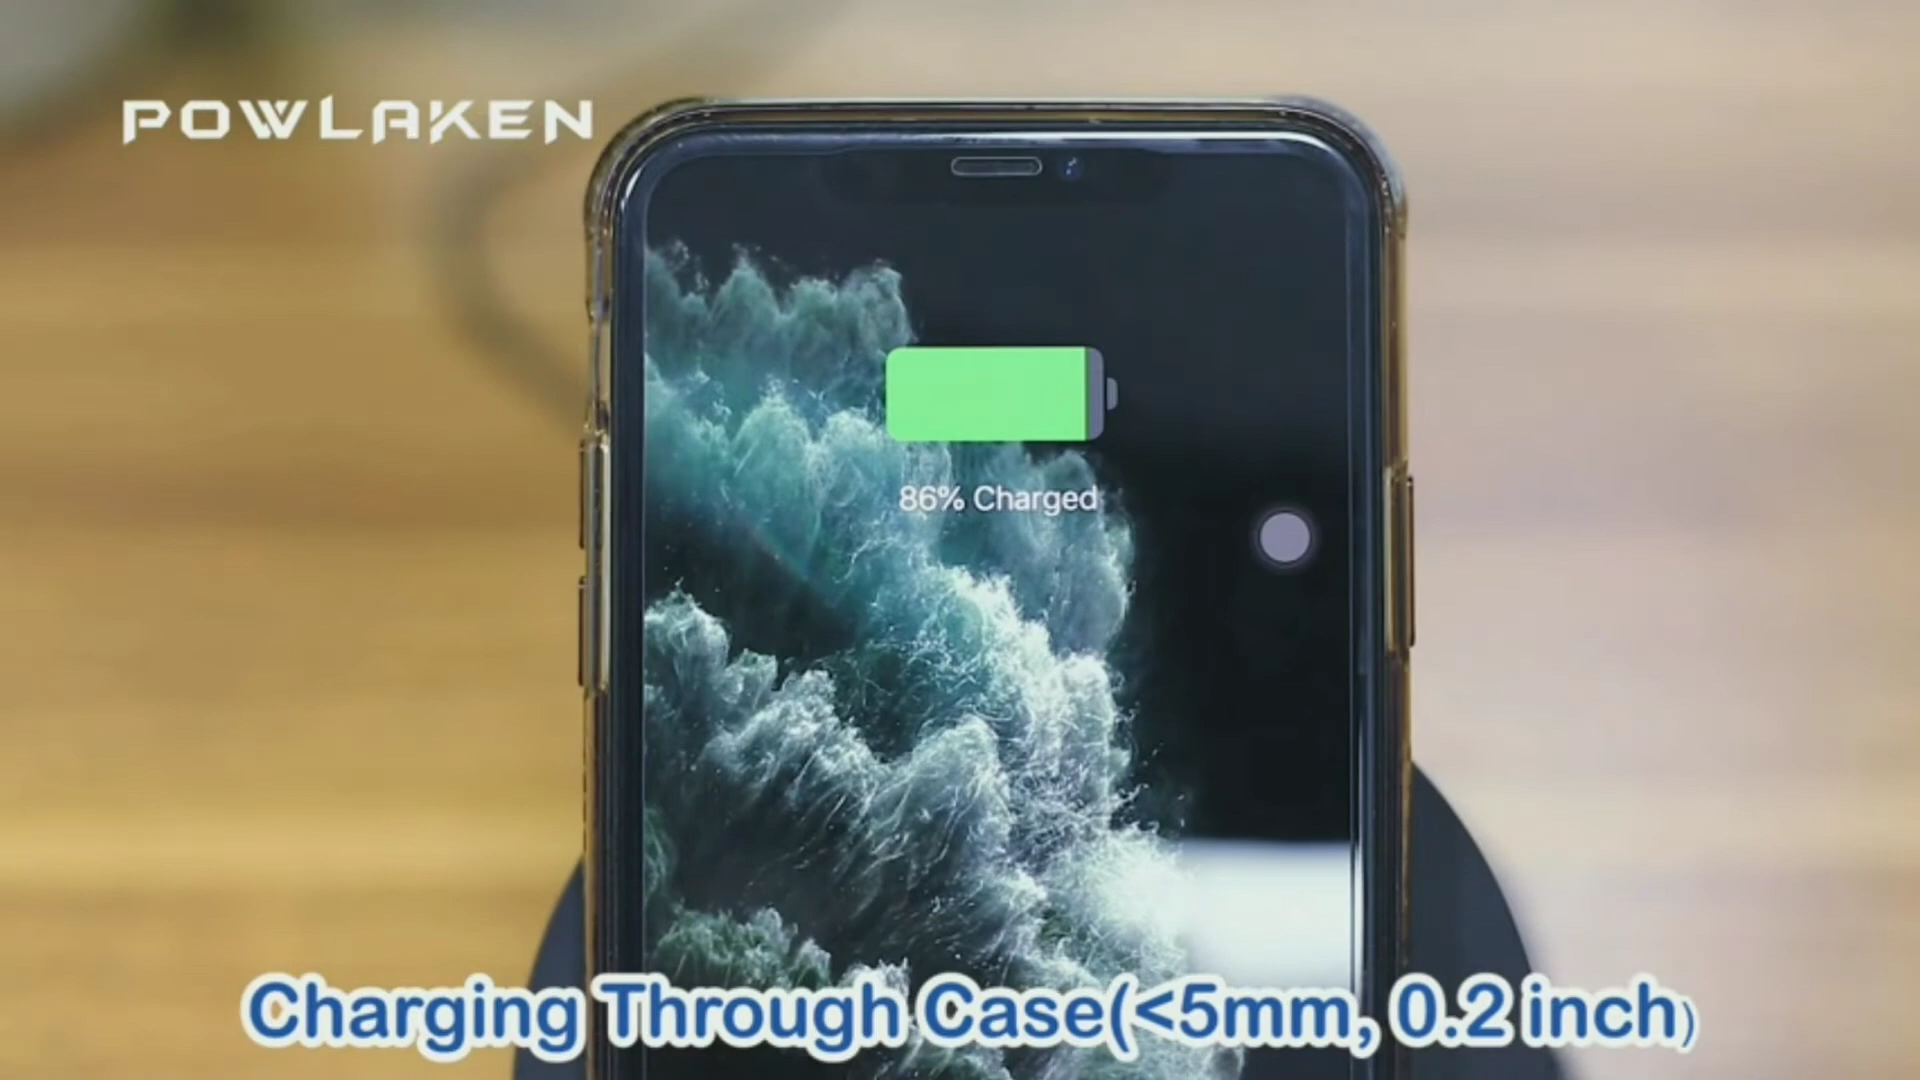 POWLAKEN
86% Charged
Charging Through Case(<5mm, 0.2 inch)